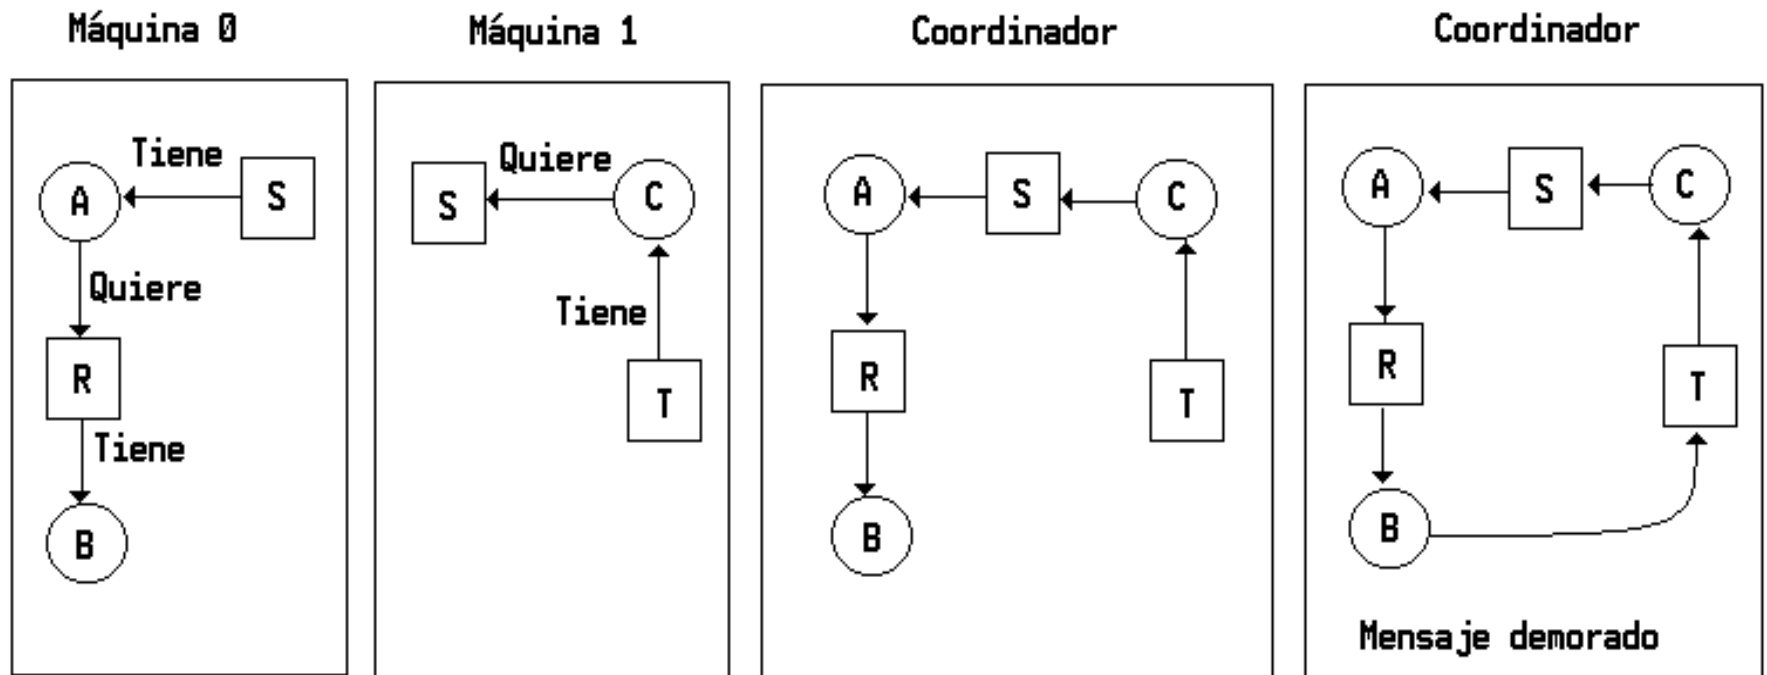 Máquina 0
Máquina 1
Coordinador
Coordinador
A
Tiene
S
Quiere
R
Tiene
B
S
Quiere
C
Tiene
T
A
S
C
R
T
B
A
S
C
R
T
B
Mensaje demorado